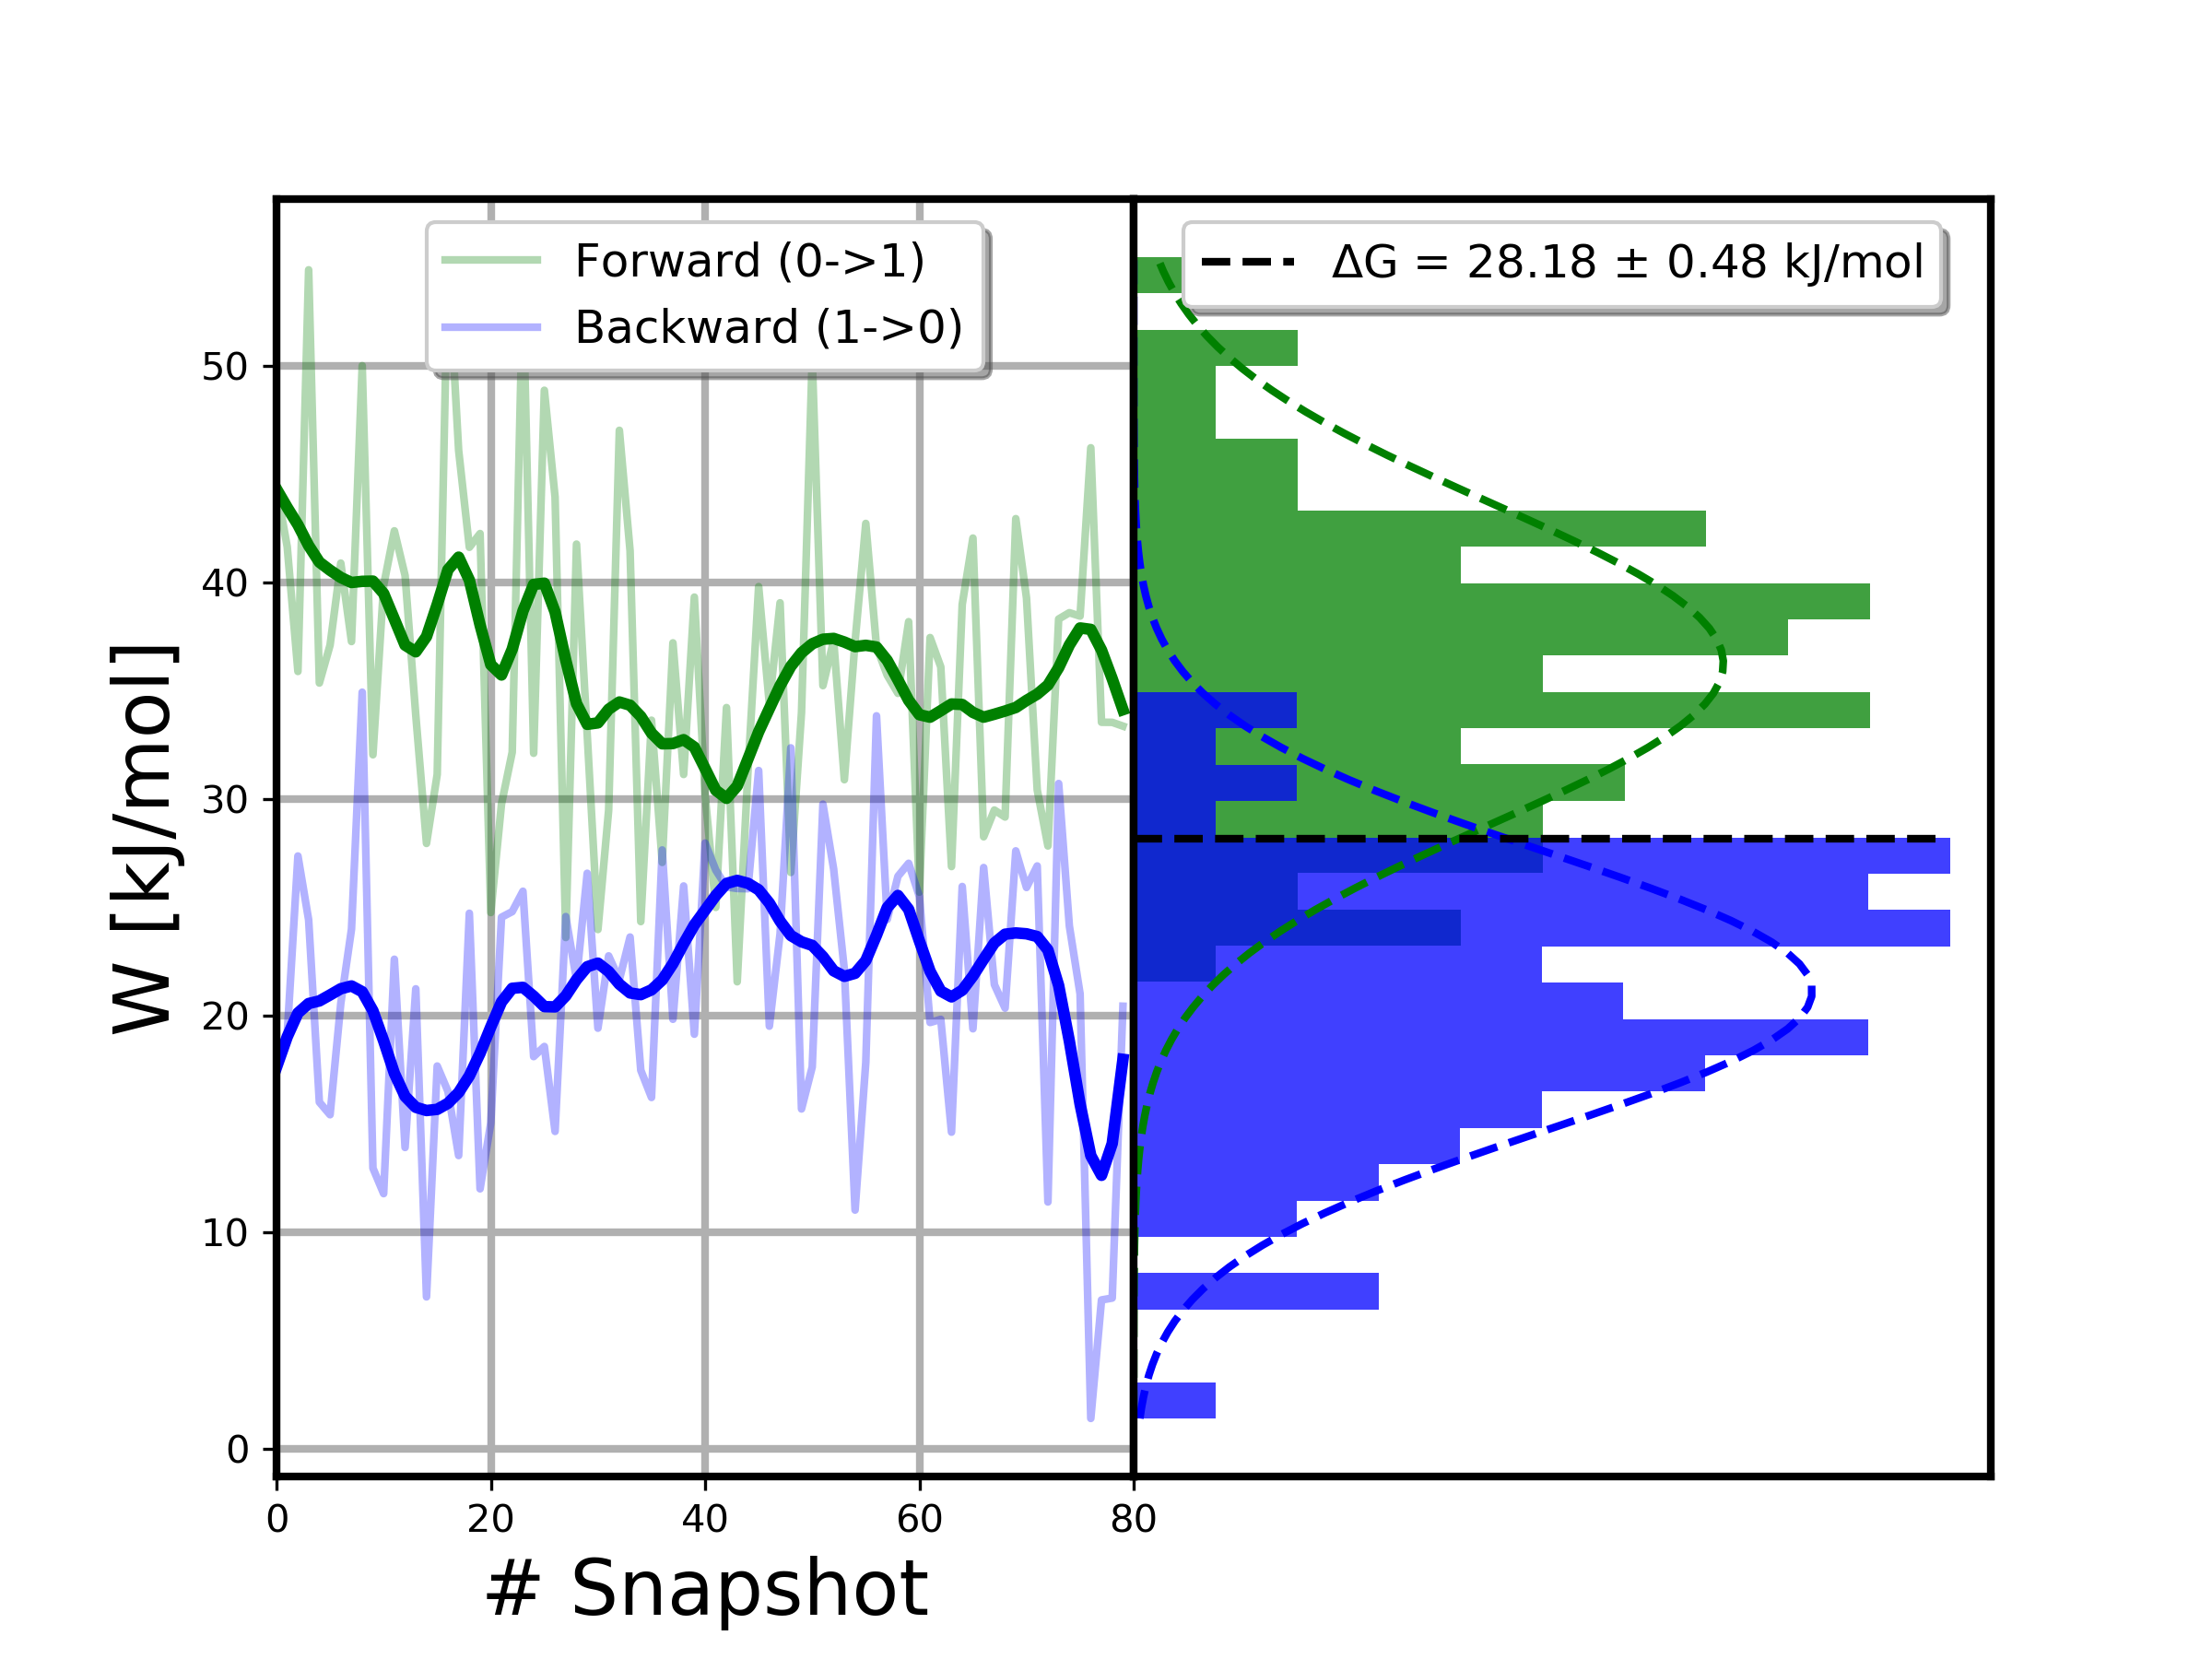 Forward (0->1)
Backward (1->0)
ΔG = 28.18 ± 0.48 kJ/mol
W [kJ/mol]
50
40
30
20
10
0
0 20 40 60 80
# Snapshot